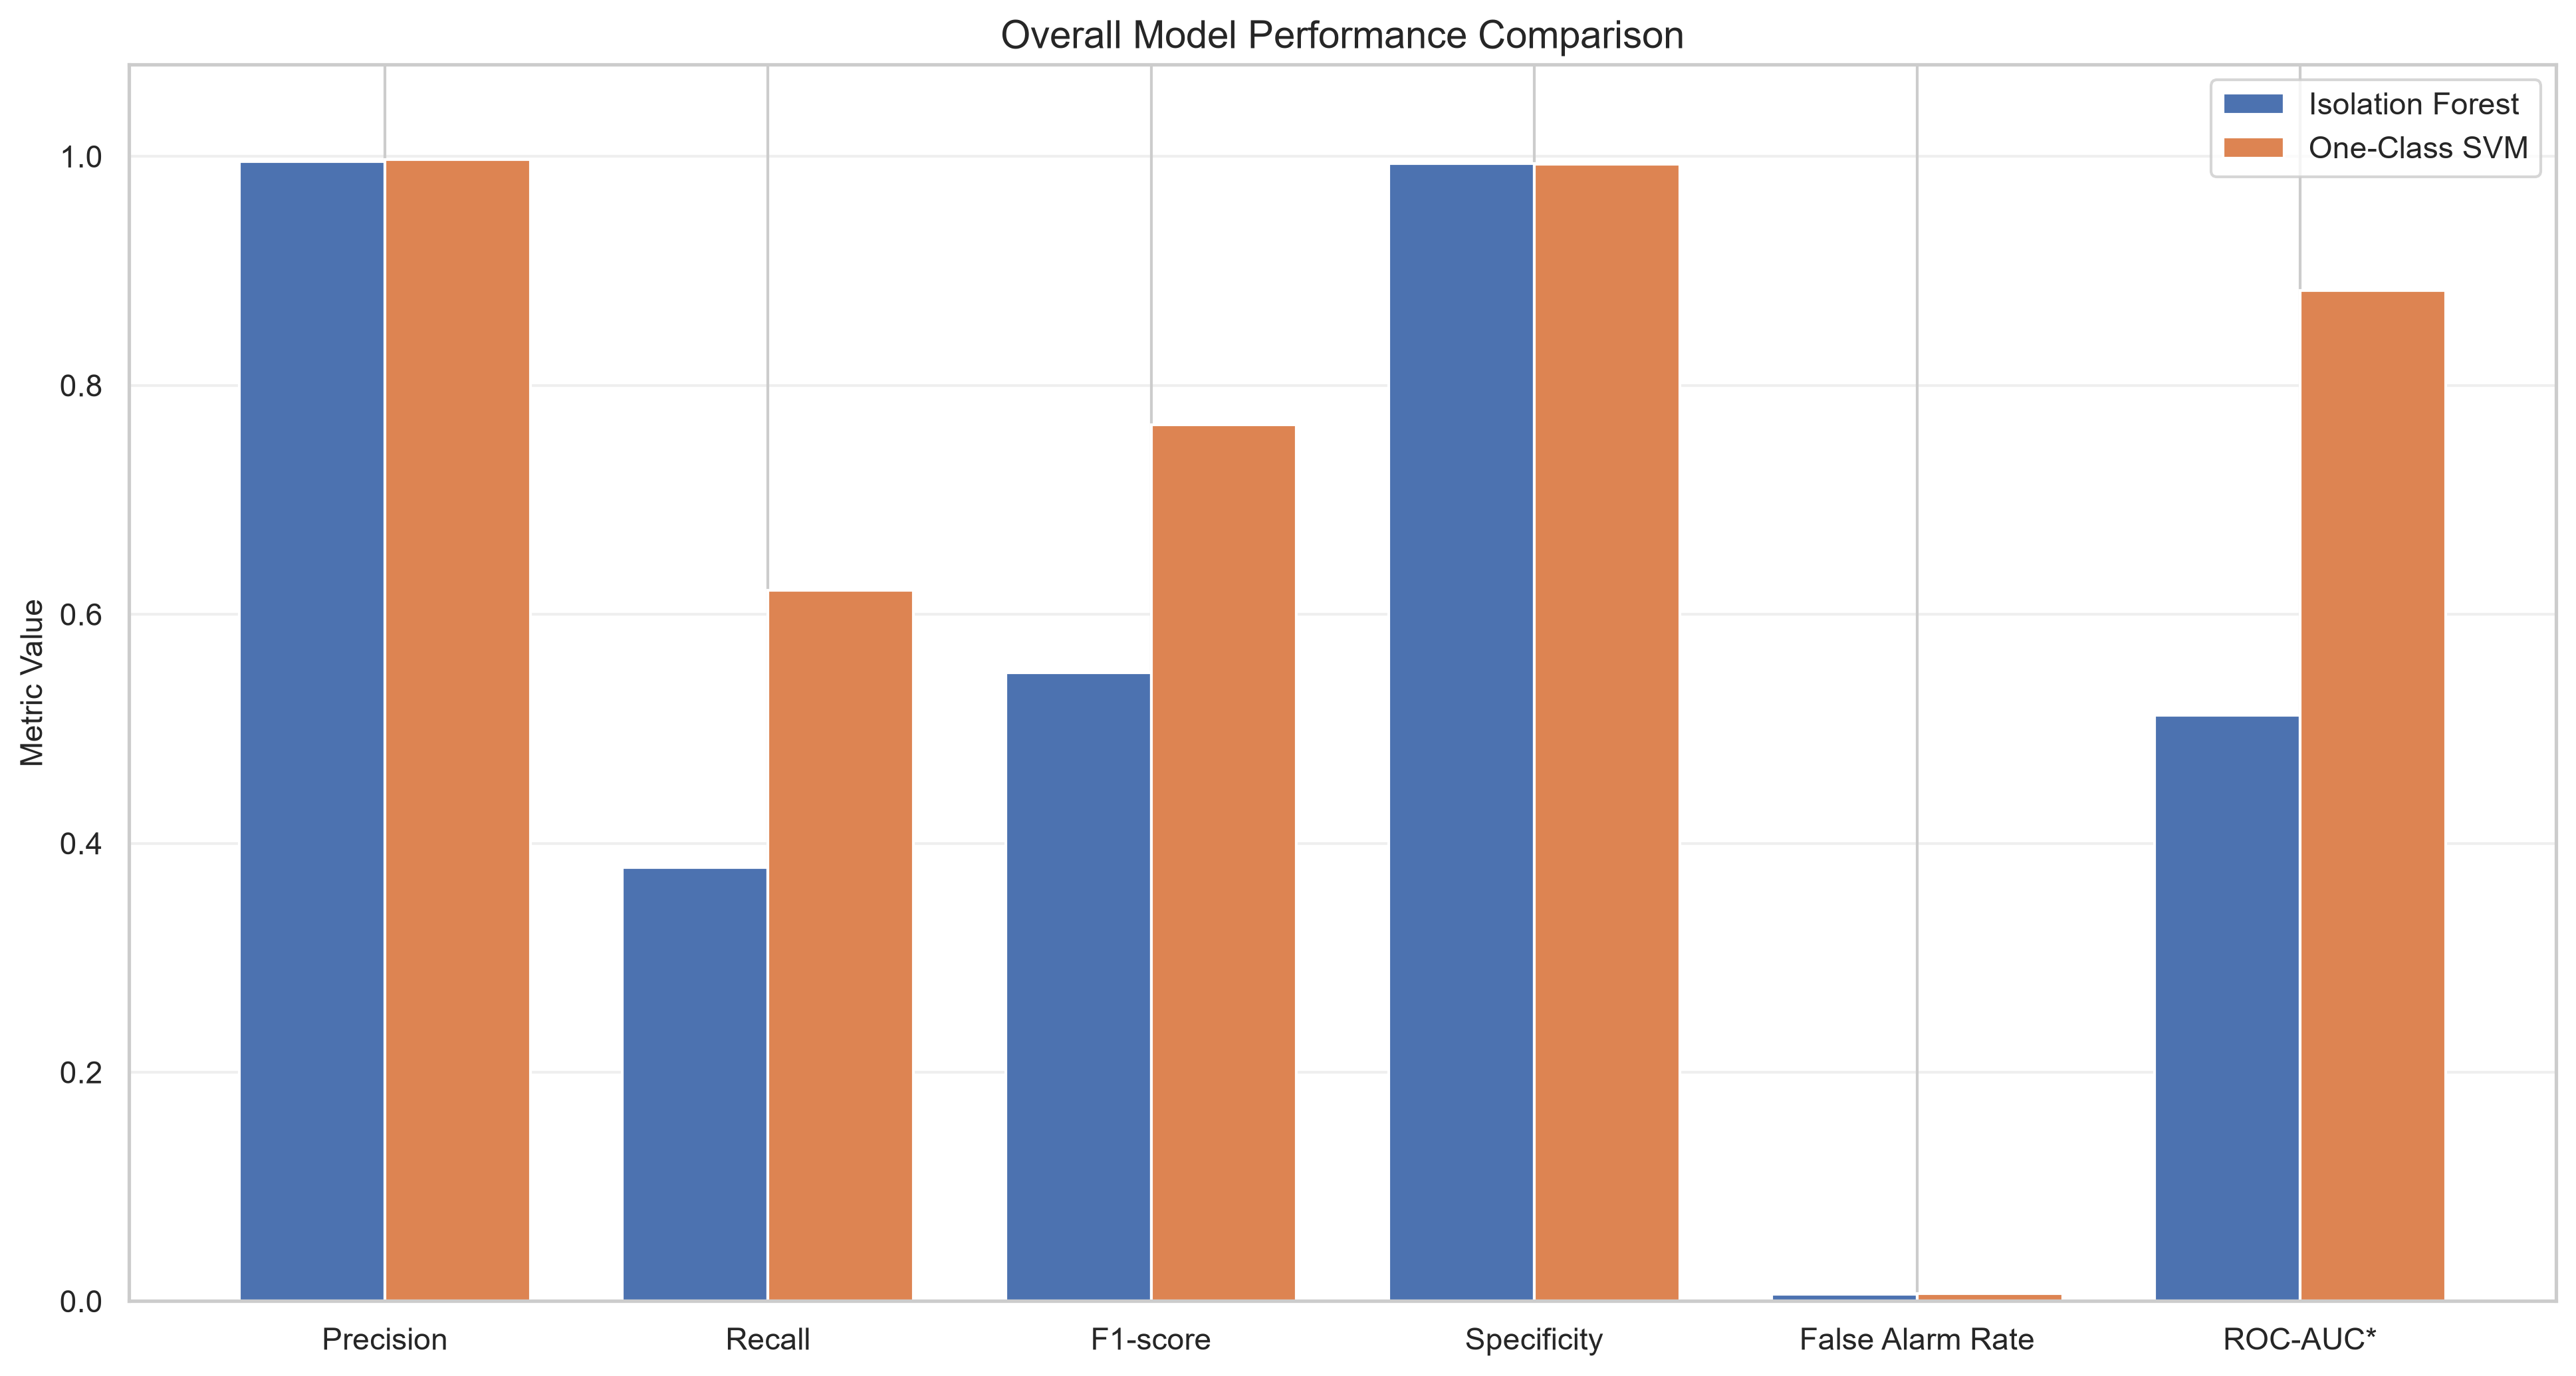 Overall Model Performance Comparison
Isolation Forest
One-Class SVM
Metric Value
1.0
0.8
0.6
0.4
0.2
0.0
Precision
Recall
F1-score
Specificity
False Alarm Rate
ROC-AUC*